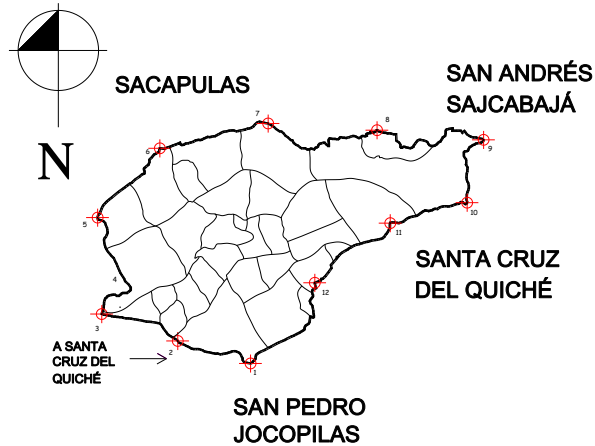 SACAPULAS
SAN ANDRÉS
SAJCABAJÁ
N
7
8
9
6
5
10
11
4
12
3
2
1
SANTA CRUZ
DEL QUICHÉ
A SANTA
CRUZ DEL
QUICHÉ
SAN PEDRO
JOCOPILAS